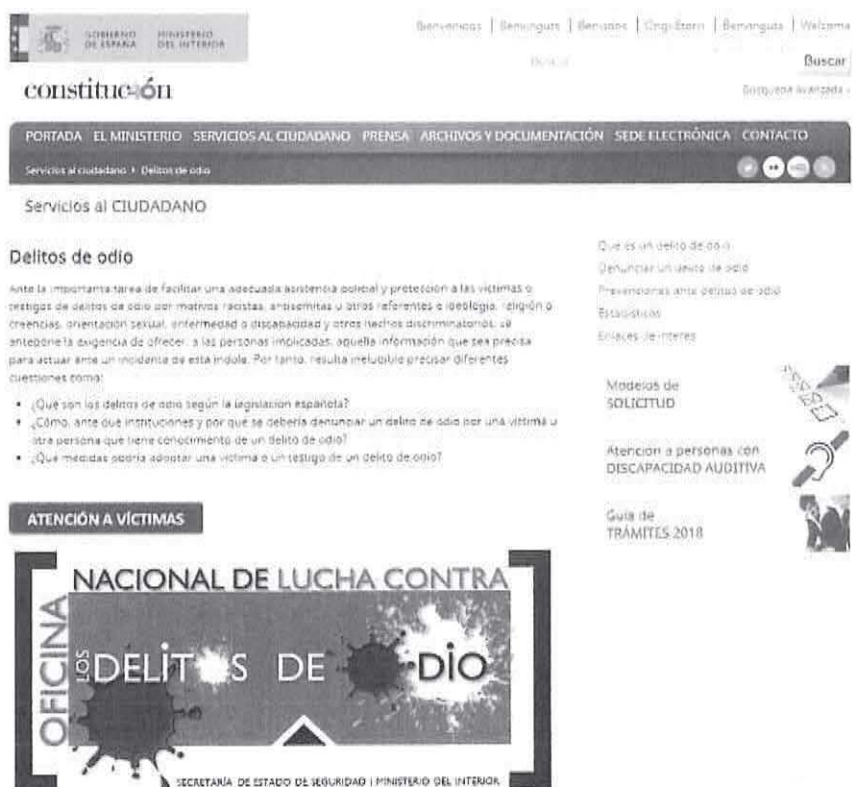 GOBIERNO DE ESPAÑA
MINISTERIO DEL INTERIOR
Bienvenidos | Benvinguts | Benvidos | Ongi Etorri | Benvinguts | Welcome
Buscar
Buscar
constitución
Búsqueda avanzada
PORTADA EL MINISTERIO SERVICIOS AL CIUDADANO PRENSA ARCHIVOS Y DOCUMENTACIÓN SEDE ELECTRÓNICA CONTACTO
Servicios al ciudadano Delitos de odio
Servicios al CIUDADANO
Delitos de odio
Ante la importante tarea de facilitar una adecuada asistencia policial y protección a las víctimas o
testigos de delitos de odio por motivos racistas, antisemitas u otros referentes a ideología, religión o
creencias, orientación sexual, enfermedad o discapacidad y otros hechos discriminatorios, se
antepone la exigencia de ofrecer, a las personas implicadas, aquella información que sea precisa
para actuar ante un incidente de esta índole. Por tanto, resulta ineludible precisar diferentes
cuestiones como:
• ¿Qué son los delitos de odio según la legislación española?
• ¿Cómo, ante que instituciones y por que se debería denunciar un delito de odio por una víctima u
otra persona que tiene conocimiento de un delito de odio?
• ¿Qué medidas podría adoptar una víctima o un testigo de un delito de odio?
Qué es un delito de odio
Denunciar un delito de odio
Prevenciones ante delitos de odio
Estadísticas
Enlaces de interés
Modelos de
SOLICITUD
Atención a personas con
DISCAPACIDAD AUDITIVA
Guía de
TRÁMITES 2018
ATENCIÓN A VÍCTIMAS
OFICINA
NACIONAL DE LUCHA CONTRA
LOS DELITOS DE ODIO
SECRETARÍA DE ESTADO DE SEGURIDAD | MINISTERIO DEL INTERIOR